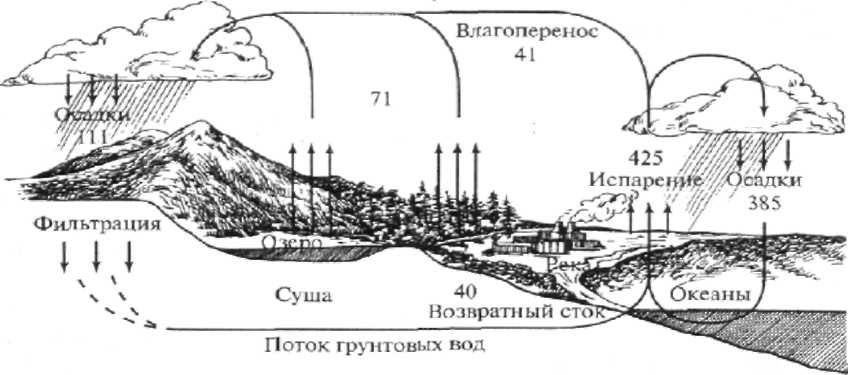 Влагоперенос
41
71
Осадки
111
425
Испарение
Осадки
385
Фильтрация
Озеро
Река
Суша
40
Возвратный сток
Океаны
Поток грунтовых вод